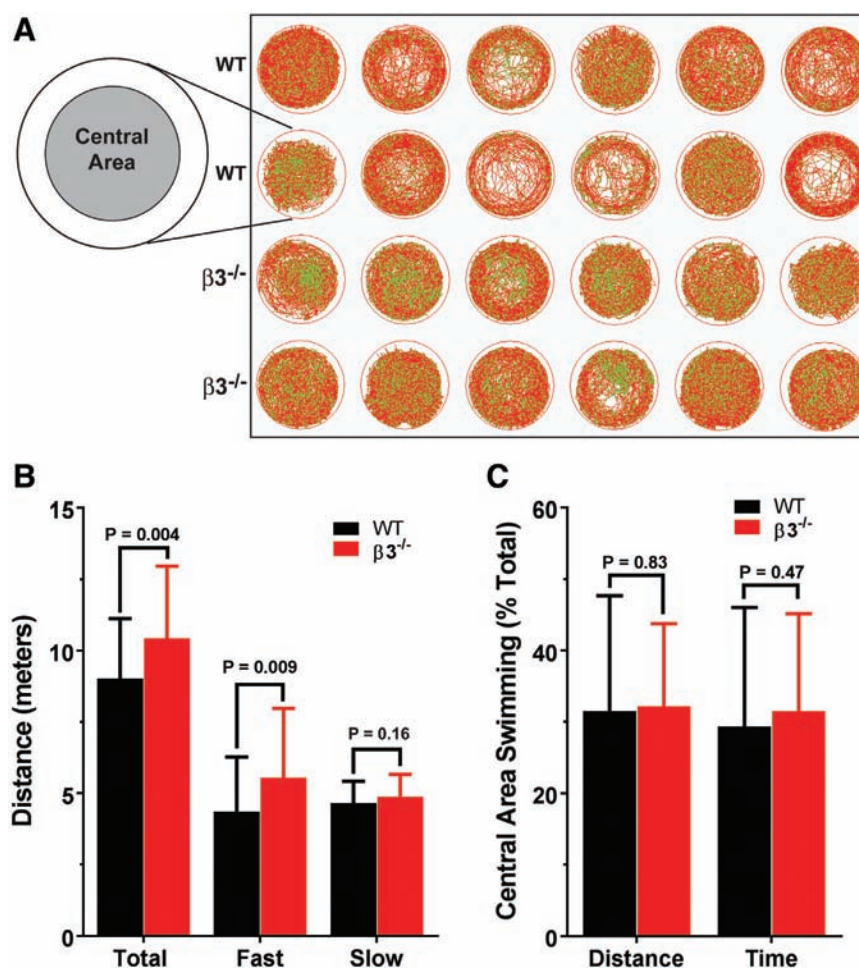 A
Central
Area
WT
WT
β3-/-
β3-/-
B
Distance (meters)
15
10
5
0
WT
β3-/-
P = 0.004
P = 0.009
P = 0.16
Total Fast Slow
C
Central Area Swimming (% Total)
60
40
20
0
WT
β3-/-
P = 0.83
P = 0.47
Distance Time